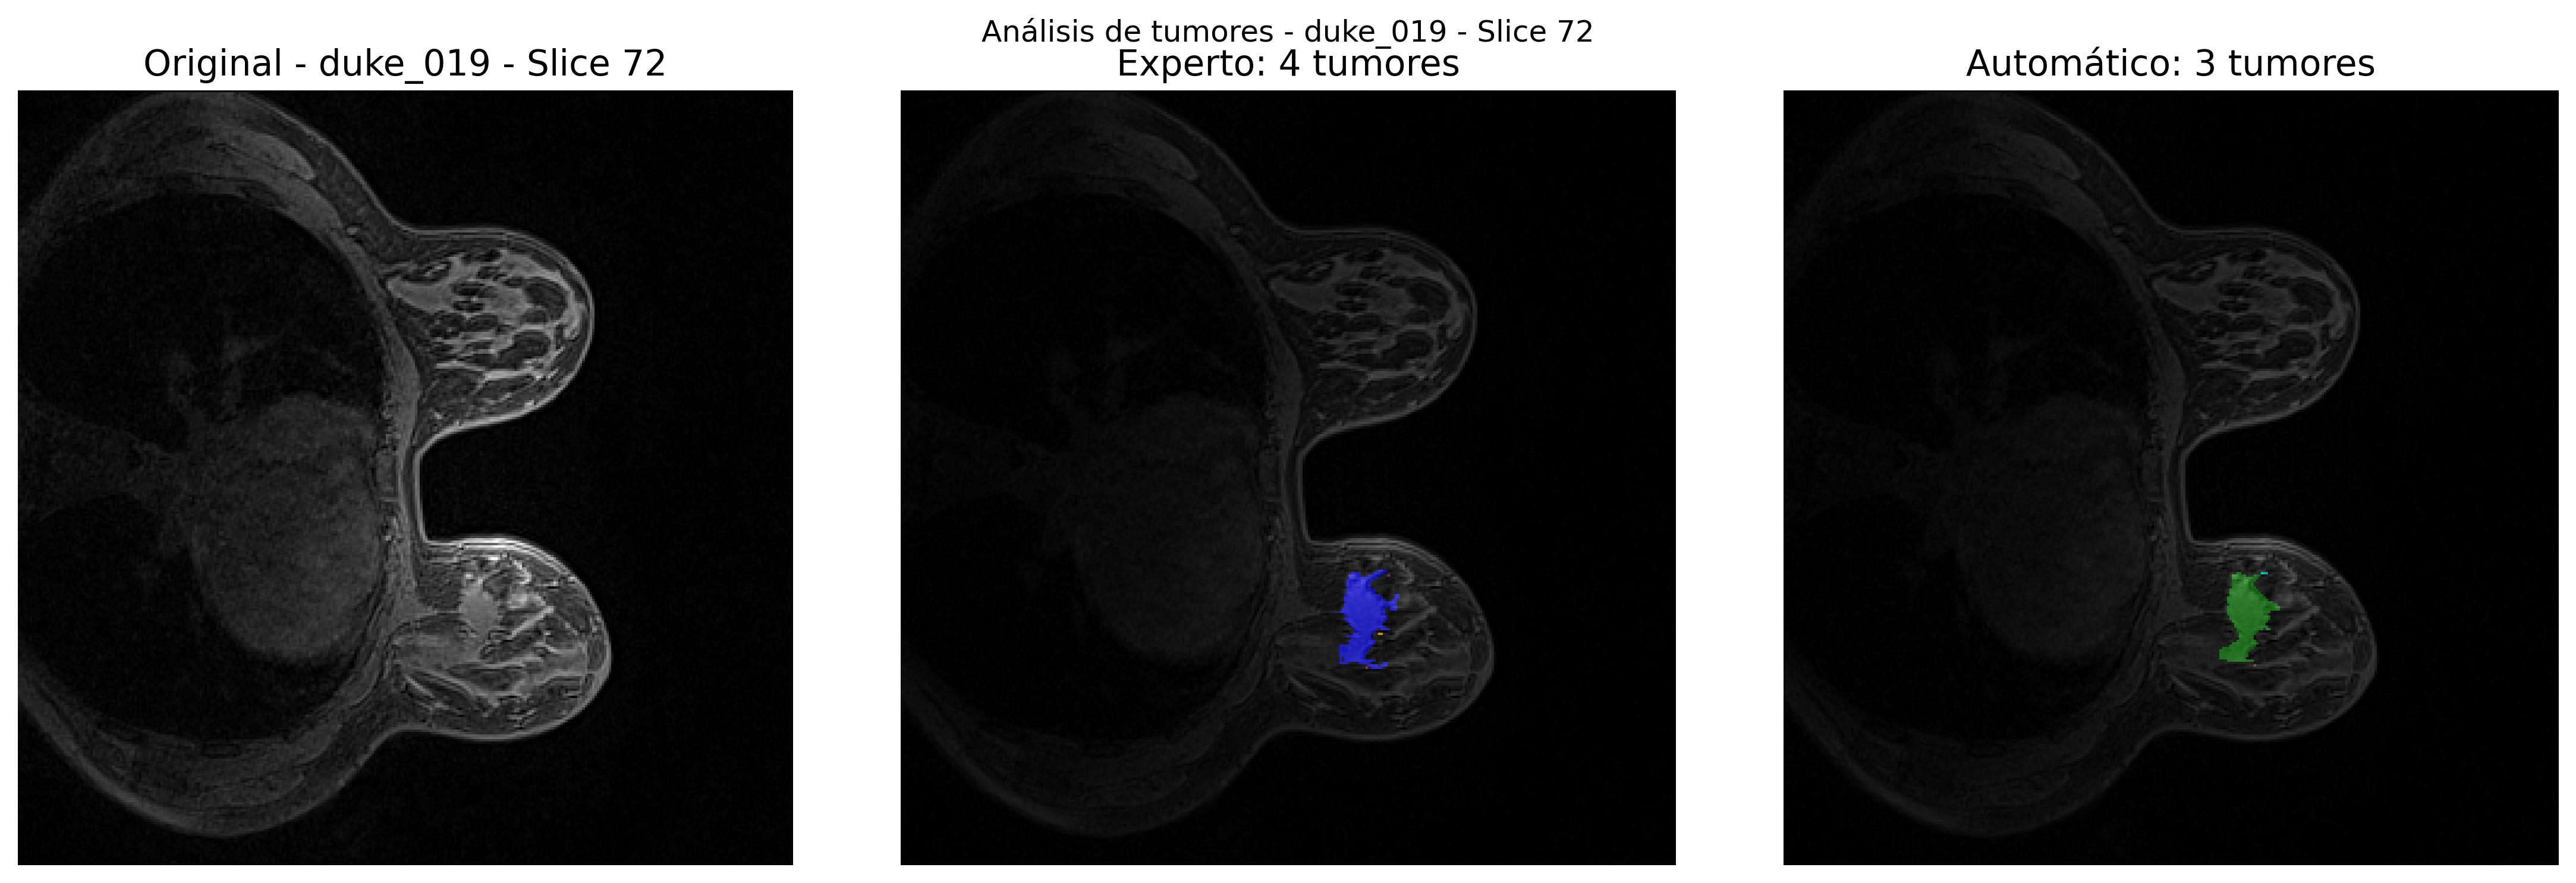 Análisis de tumores - duke_019 - Slice 72
Original - duke_019 - Slice 72
Experto: 4 tumores
Automático: 3 tumores